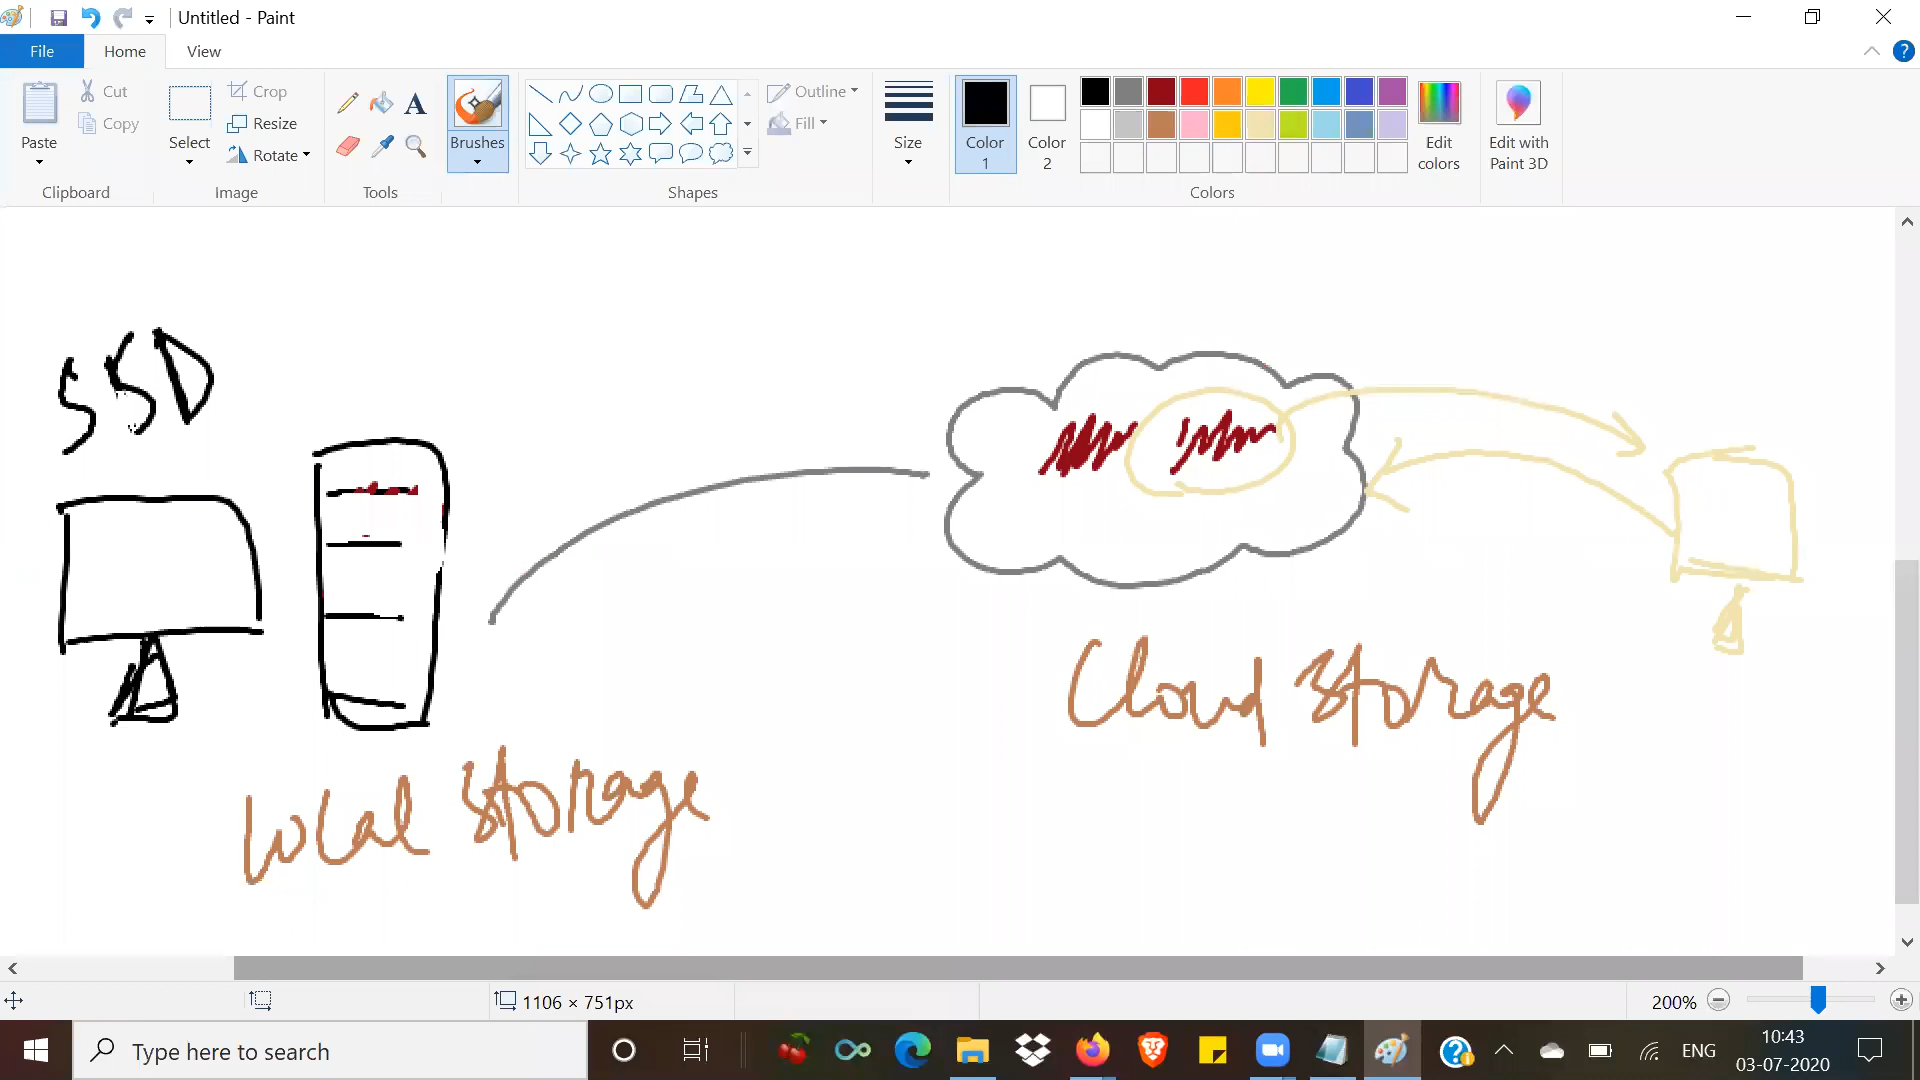 Untitled - Paint
File Home View
Cut
Copy
Paste
Clipboard
Select
Crop
Resize
Rotate
Image
Tools
Brushes
Shapes
Outline
Fill
Size
Color 1
Color 2
Colors
Edit colors
Edit with Paint 3D
SSD
Cloud Storage
Local Storage
1106 × 751px
200%
Type here to search
ENG
10:43
03-07-2020